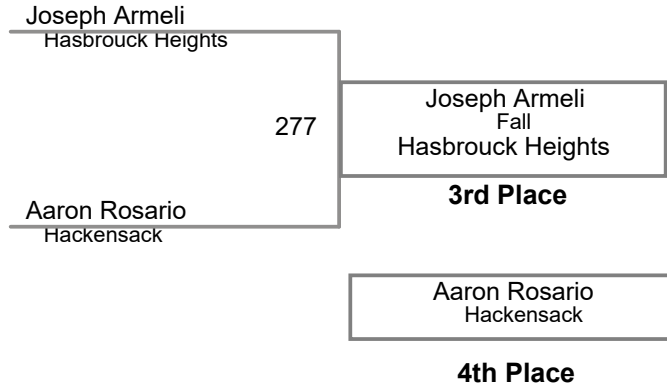 Joseph Armeli
Hasbrouck Heights
277
Joseph Armeli
Fall
Hasbrouck Heights
3rd Place
Aaron Rosario
Hackensack
Aaron Rosario
Hackensack
4th Place